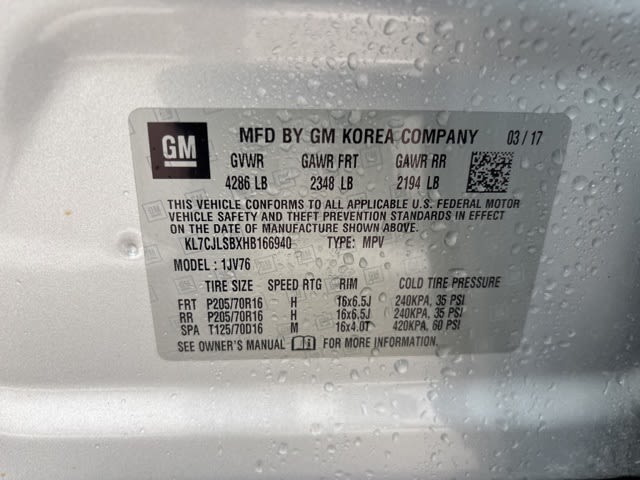 GM MFD BY GM KOREA COMPANY 03 / 17
GVWR GAWR FRT GAWR RR
4286 LB 2348 LB 2194 LB
THIS VEHICLE CONFORMS TO ALL APPLICABLE U.S. FEDERAL MOTOR
VEHICLE SAFETY AND THEFT PREVENTION STANDARDS IN EFFECT
ON THE DATE OF MANUFACTURE SHOWN ABOVE.
KL7CJLSBXHB166940 TYPE: MPV
MODEL : 1JV76
TIRE SIZE SPEED RTG RIM COLD TIRE PRESSURE
FRT P205/70R16 H 16x6.5J 240KPA, 35 PSI
RR P205/70R16 H 16x6.5J 240KPA, 35 PSI
SPA T125/70D16 M 16x4.0T 420KPA, 60 PSI
SEE OWNER'S MANUAL FOR MORE INFORMATION.